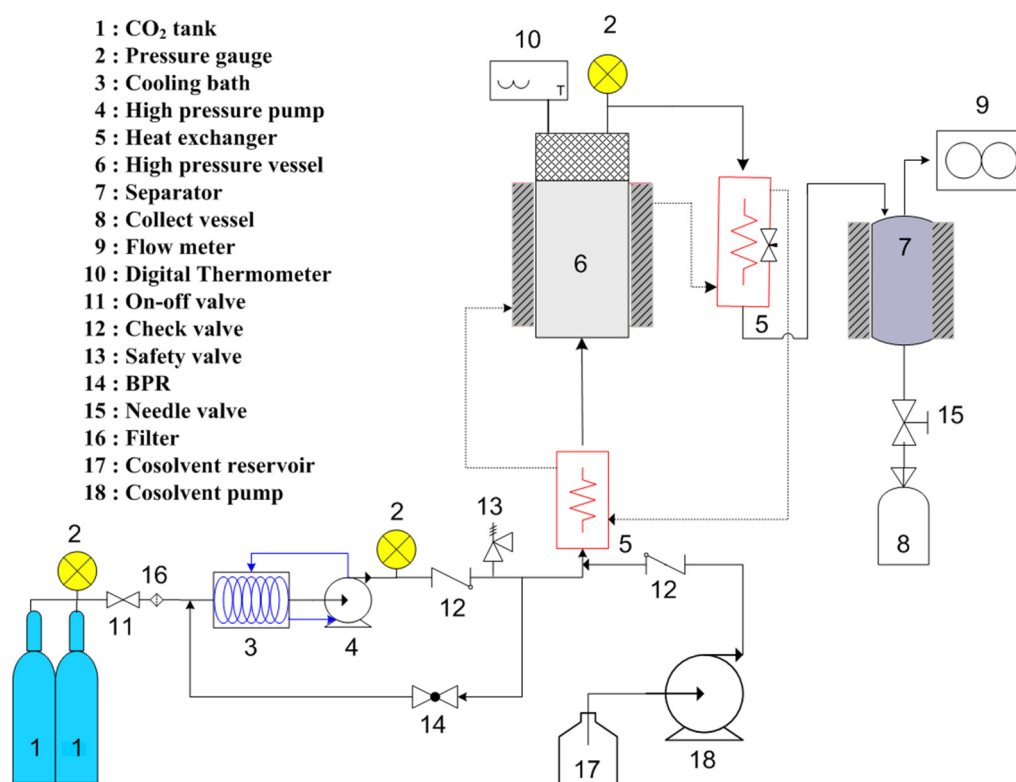 1 : CO₂ tank
2 : Pressure gauge
3 : Cooling bath
4 : High pressure pump
5 : Heat exchanger
6 : High pressure vessel
7 : Separator
8 : Collect vessel
9 : Flow meter
10 : Digital Thermometer
11 : On-off valve
12 : Check valve
13 : Safety valve
14 : BPR
15 : Needle valve
16 : Filter
17 : Cosolvent reservoir
18 : Cosolvent pump
10
2
T
9
6
5
7
15
8
2
16
11
3
4
2
12
13
5
12
14
1
1
17
18